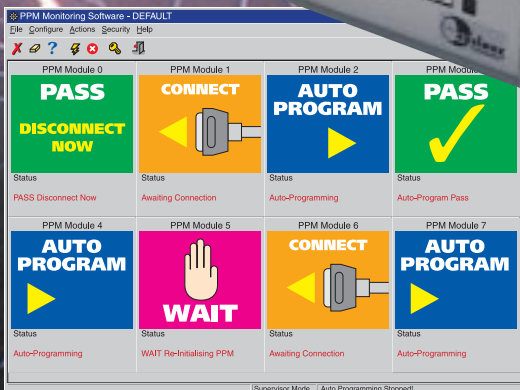 PPM Monitoring Software - DEFAULT
File Configure Actions Security Help
PPM Module 0
PPM Module 1
PPM Module 2
PASS
DISCONNECT
NOW
CONNECT
AUTO
PROGRAM
PASS
Status
Status
Status
Status
PASS Disconnect Now
Awaiting Connection
Auto-Programming
Auto-Program Pass
PPM Module 4
PPM Module 5
PPM Module 6
PPM Module 7
AUTO
PROGRAM
WAIT
CONNECT
AUTO
PROGRAM
Status
Status
Status
Status
Auto-Programming
WAIT Re-Initialising PPM
Awaiting Connection
Auto-Programming
Supervisor Mode
Auto Programming Stopped!